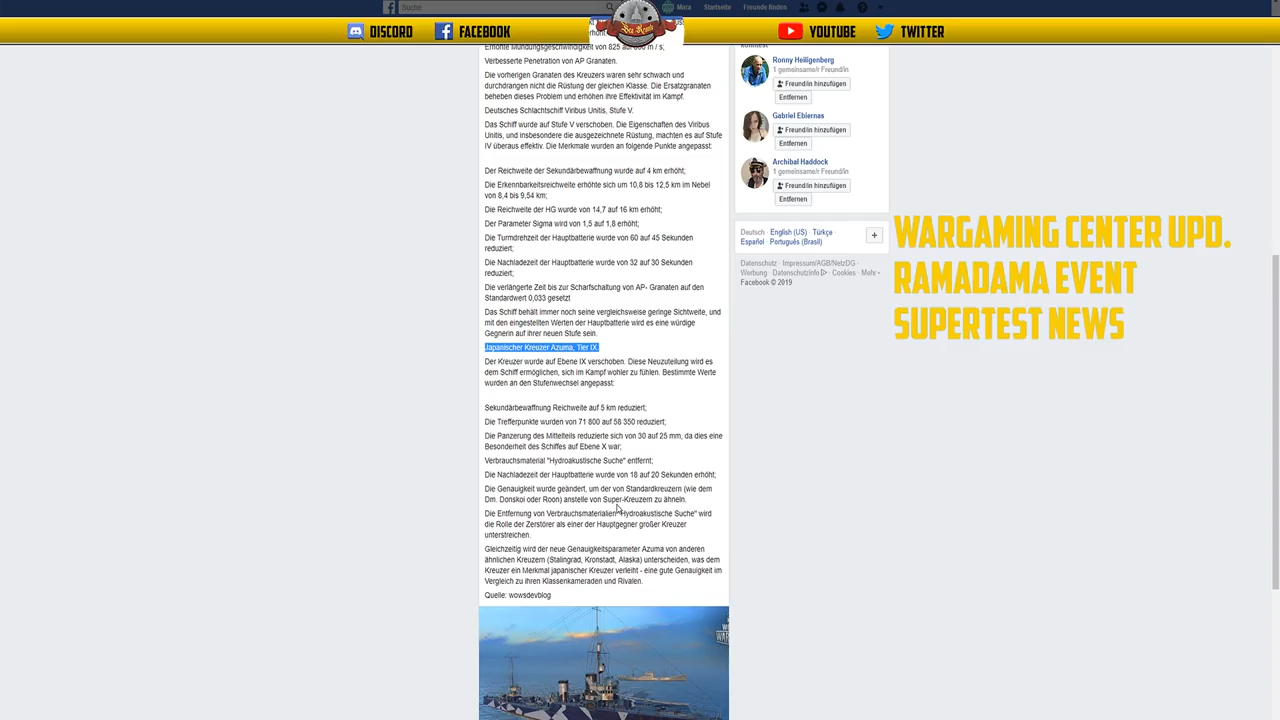 Suche
Mara
Startseite
Freunde finden
DISCORD
FACEBOOK
Sea Rants
YOUTUBE
TWITTER
Verbesserte Penetration von AP Granaten.
Die vorherigen Granaten des Kreuzers waren sehr schwach und
durchdrangen nicht die Rüstung der gleichen Klasse. Die Ersatzgranaten
beheben dieses Problem und erhöhen ihre Effektivität im Kampf.
Deutsches Schlachtschiff Viribus Unitis, Stufe V.
Das Schiff wurde auf Stufe V verschoben. Die Eigenschaften des Viribus
Unitis, und insbesondere die ausgezeichnete Rüstung, machten es auf Stufe
IV überaus effektiv. Die Merkmale wurden an folgende Punkte angepasst:
Der Reichweite der Sekundärbewaffnung wurde auf 4 km erhöht;
Die Erkennbarkeitsreichweite erhöhte sich um 10,8 bis 12,5 km im Nebel
von 8,4 bis 9,54 km;
Die Reichweite der HG wurde von 14,7 auf 16 km erhöht;
Der Parameter Sigma wird von 1,5 auf 1,8 erhöht;
Die Turmdrehzeit der Hauptbatterie wurde von 60 auf 45 Sekunden
reduziert;
Die Nachladezeit der Hauptbatterie wurde von 32 auf 30 Sekunden
reduziert;
Die verlängerte Zeit bis zur Scharfschaltung von AP- Granaten auf den
Standardwert 0,033 gesetzt
Das Schiff behält immer noch seine vergleichsweise geringe Sichtweite, und
mit den eingestellten Werten der Hauptbatterie wird es eine würdige
Gegnerin auf ihrer neuen Stufe sein.
Japanischer Kreuzer Azuma, Tier IX.
Der Kreuzer wurde auf Ebene IX verschoben. Diese Neuzuteilung wird es
dem Schiff ermöglichen, sich im Kampf wohler zu fühlen. Bestimmte Werte
wurden an den Stufenwechsel angepasst:
Sekundärbewaffnung Reichweite auf 5 km reduziert;
Die Trefferpunkte wurden von 71 800 auf 58 350 reduziert;
Die Panzerung des Mittelteils reduzierte sich von 30 auf 25 mm, da dies eine
Besonderheit des Schiffes auf Ebene X war;
Verbrauchsmaterial "Hydroakustische Suche" entfernt;
Die Nachladezeit der Hauptbatterie wurde von 18 auf 20 Sekunden erhöht;
Die Genauigkeit wurde geändert, um der von Standardkreuzern (wie dem
Dm. Donskoi oder Roon) anstelle von Super-Kreuzern zu ähneln.
Die Entfernung von Verbrauchsmaterialien "Hydroakustische Suche" wird
die Rolle der Zerstörer als einer der Hauptgegner großer Kreuzer
unterstreichen.
Gleichzeitig wird der neue Genauigkeitsparameter Azuma von anderen
ähnlichen Kreuzern (Stalingrad, Kronstadt, Alaska) unterscheiden, was dem
Kreuzer ein Merkmal japanischer Kreuzer verleiht - eine gute Genauigkeit im
Vergleich zu ihren Klassenkameraden und Rivalen.
Quelle: wowsdevblog
Ronny Heiligenberg
1 gemeinsame/r Freund/in
Freund/in hinzufügen
Entfernen
Gabriel Ebiernas
1 gemeinsame/r Freund/in
Freund/in hinzufügen
Entfernen
Archibal Haddock
1 gemeinsame/r Freund/in
Freund/in hinzufügen
Entfernen
Deutsch · English (US) · Türkçe ·
Español · Português (Brasil)
Datenschutz · Impressum/AGB/NetzDG ·
Werbung · Datenschutzinfo · Cookies · Mehr
Facebook © 2019
WARGAMING CENTER UPD.
RAMADAMA EVENT
SUPERTEST NEWS